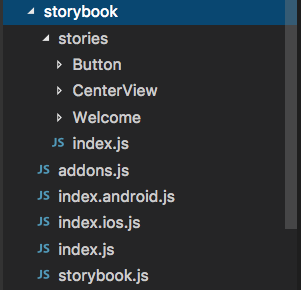 storybook
stories
Button
CenterView
Welcome
JS index.js
JS addons.js
JS index.android.js
JS index.ios.js
JS index.js
JS storybook.js